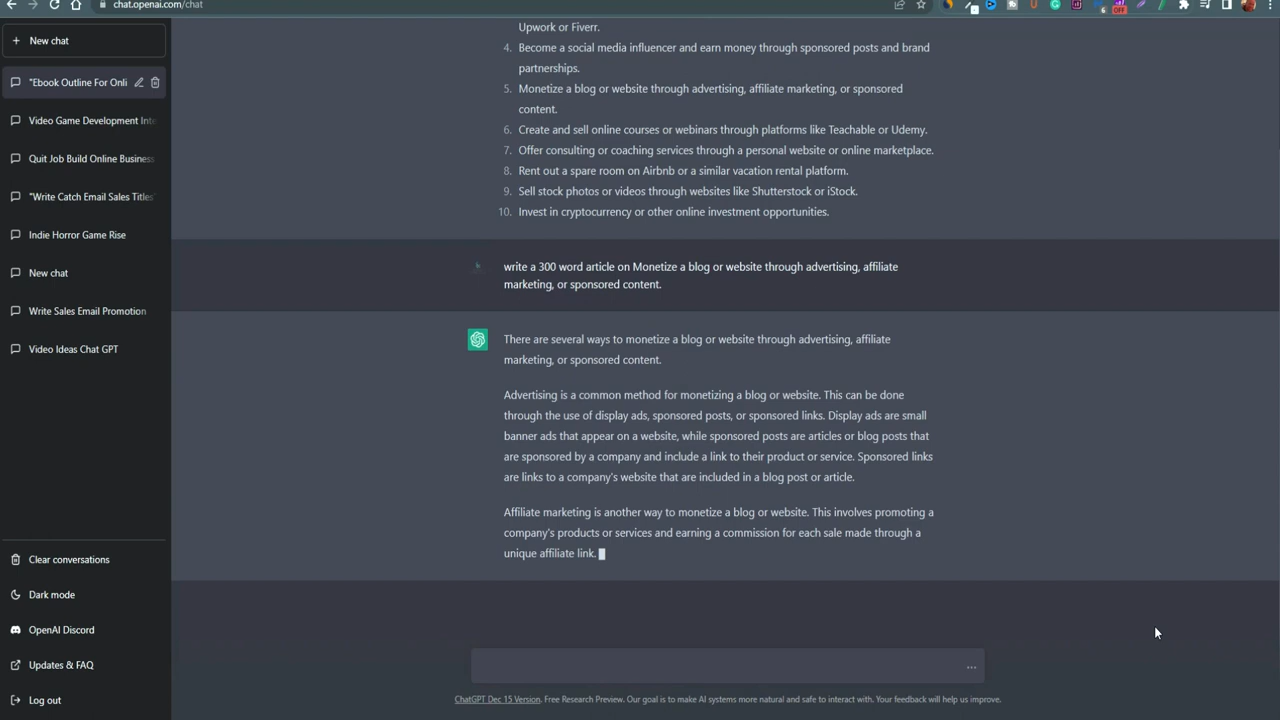 chat.openai.com/chat
New chat
"Ebook Outline For Onli
Video Game Development Inte
Quit Job Build Online Business
"Write Catch Email Sales Titles"
Indie Horror Game Rise
New chat
Write Sales Email Promotion
Video Ideas Chat GPT
Clear conversations
Dark mode
OpenAI Discord
Updates & FAQ
Log out
Upwork or Fiverr.
4. Become a social media influencer and earn money through sponsored posts and brand
partnerships.
5. Monetize a blog or website through advertising, affiliate marketing, or sponsored
content.
6. Create and sell online courses or webinars through platforms like Teachable or Udemy.
7. Offer consulting or coaching services through a personal website or online marketplace.
8. Rent out a spare room on Airbnb or a similar vacation rental platform.
9. Sell stock photos or videos through websites like Shutterstock or iStock.
10. Invest in cryptocurrency or other online investment opportunities.
write a 300 word article on Monetize a blog or website through advertising, affiliate
marketing, or sponsored content.
There are several ways to monetize a blog or website through advertising, affiliate
marketing, or sponsored content.
Advertising is a common method for monetizing a blog or website. This can be done
through the use of display ads, sponsored posts, or sponsored links. Display ads are small
banner ads that appear on a website, while sponsored posts are articles or blog posts that
are sponsored by a company and include a link to their product or service. Sponsored links
are links to a company's website that are included in a blog post or article.
Affiliate marketing is another way to monetize a blog or website. This involves promoting a
company's products or services and earning a commission for each sale made through a
unique affiliate link.
ChatGPT Dec 15 Version. Free Research Preview. Our goal is to make AI systems more natural and safe to interact with. Your feedback will help us improve.